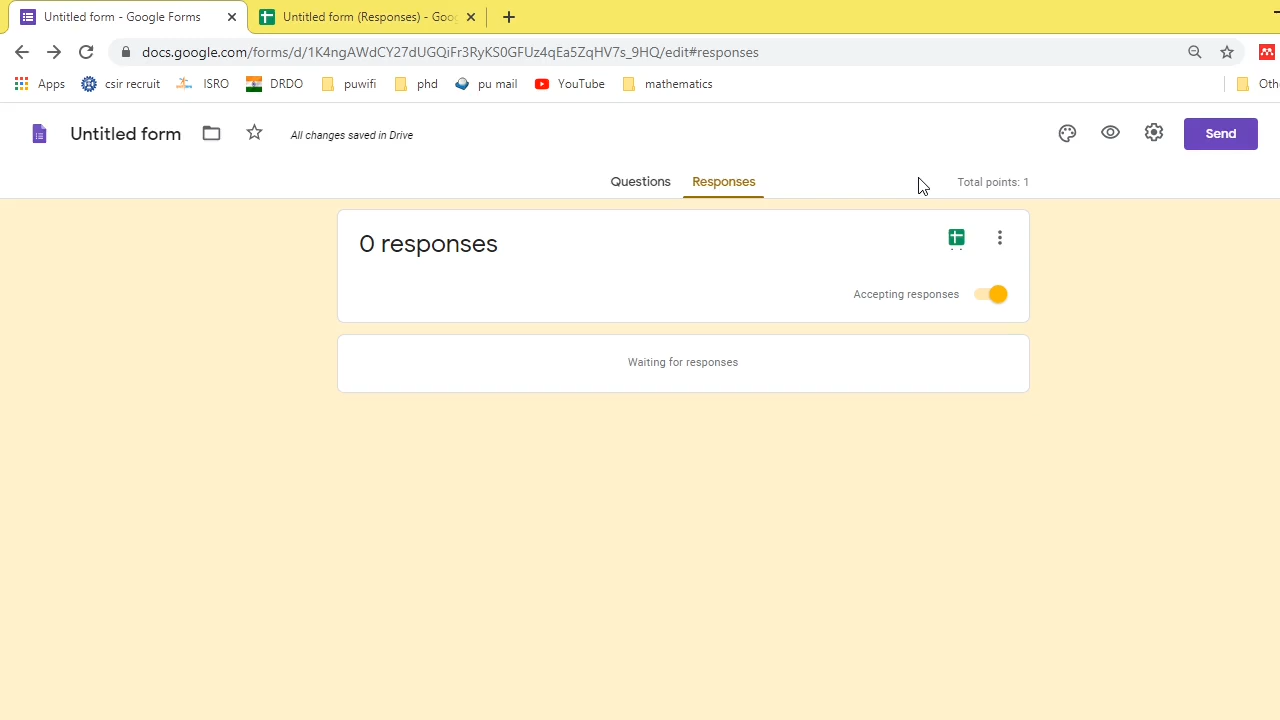 Untitled form - Google Forms
Untitled form (Responses) - Goo
docs.google.com/forms/d/1K4ngAWdCY27dUGQiFr3RyKS0GFUz4qEa5ZqHV7s_9HQ/edit#responses
Apps csir recruit ISRO DRDO puwifi phd pu mail YouTube mathematics Oth
Untitled form All changes saved in Drive Send
Questions Responses Total points: 1
0 responses
Accepting responses
Waiting for responses